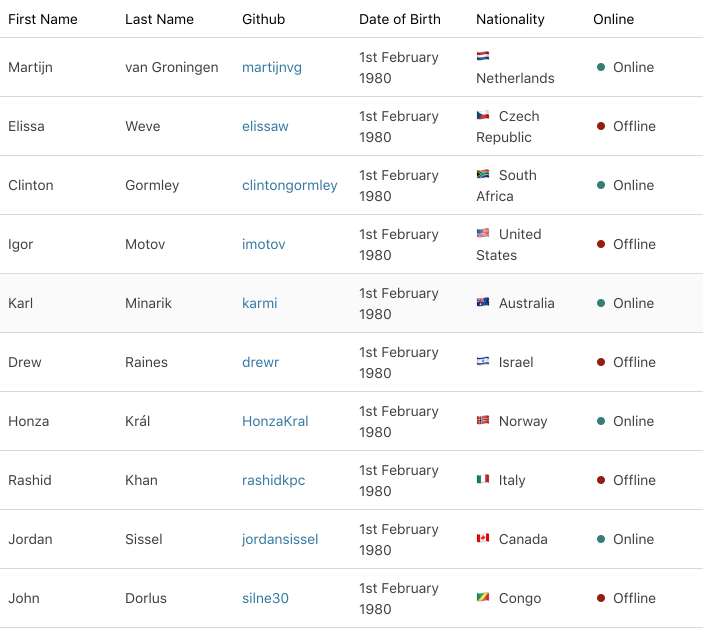 First Name Last Name Github Date of Birth Nationality Online
Martijn van Groningen martijnvg 1st February 1980 Netherlands Online
Elissa Weve elissaw 1st February 1980 Czech Republic Offline
Clinton Gormley clintongormley 1st February 1980 South Africa Online
Igor Motov imotov 1st February 1980 United States Offline
Karl Minarik karmi 1st February 1980 Australia Online
Drew Raines drewr 1st February 1980 Israel Offline
Honza Král HonzaKral 1st February 1980 Norway Online
Rashid Khan rashidkpc 1st February 1980 Italy Offline
Jordan Sissel jordansissel 1st February 1980 Canada Online
John Dorlus silne30 1st February 1980 Congo Offline